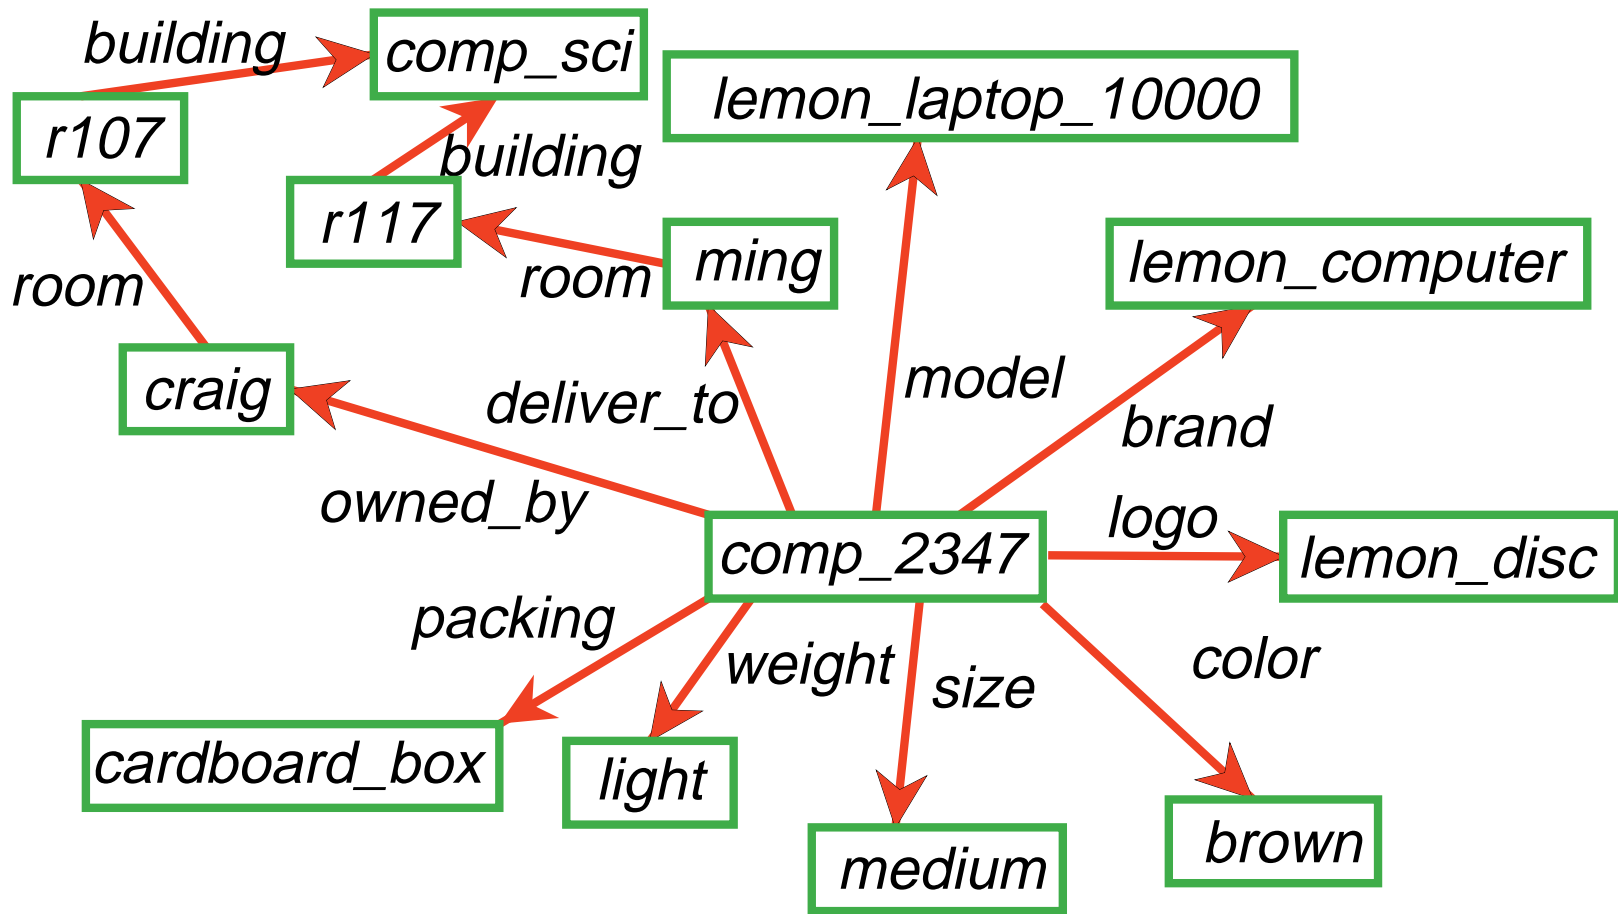 building
comp_sci
lemon_laptop_10000
r107
building
r117
ming
lemon_computer
room
room
craig
deliver_to
model
brand
owned_by
comp_2347
logo
lemon_disc
packing
weight
size
color
cardboard_box
light
medium
brown